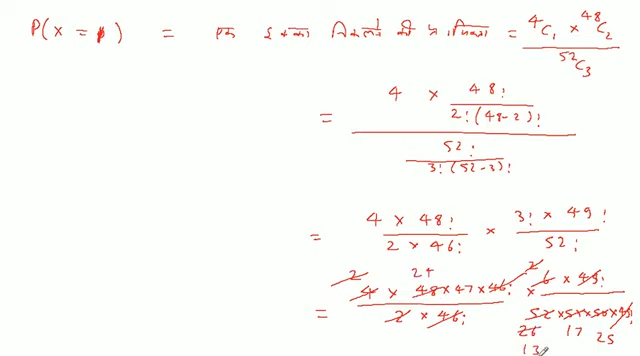 P(X = 1) = एक इक्का निकलने की = ⁴C₁ × ⁴⁸C₂ / ⁵²C₃
= 4 × 48! / 2!(48-2)! / 52! / 3!(52-3)!
= 4 × 48! / 2 × 46! × 3! × 49! / 52!
2 24 2
= 4 × 48 × 47 × 46! / 2 × 46! × 6 × 49! / 52 × 51 × 50 × 49!
26 17 25
13